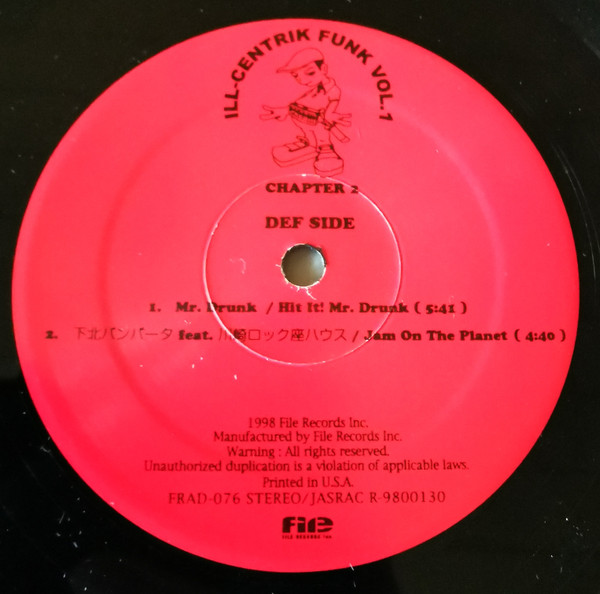 ILL-CENTRIK FUNK VOL.1
CHAPTER 2
DEF SIDE
1. Mr. Drunk / Hit It! Mr. Drunk ( 5:41 )
2. 下北バンバータ feat. 川崎ロック座ハウス / Jam On The Planet ( 4:40 )
1998 File Records Inc.
Manufactured by File Records Inc.
Warning : All rights reserved.
Unauthorized duplication is a violation of applicable laws.
Printed in U.S.A.
FRAD-076 STEREO/JASRAC R-9800130
FILE
FILE RECORDS INC